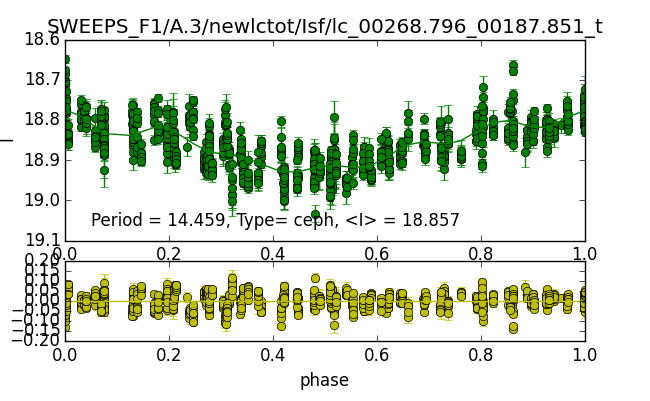 SWEEPS_F1/A.3/newlctot/lsf/lc_00268.796_00187.851_t
18.6
18.7
18.8
18.9
19.0
19.1
I
Period = 14.459, Type= ceph, <I> = 18.857
0.0 0.2 0.4 0.6 0.8 1.0
0.20
0.15
0.10
0.05
0.00
−0.05
−0.10
−0.15
−0.20
0.0 0.2 0.4 0.6 0.8 1.0
phase